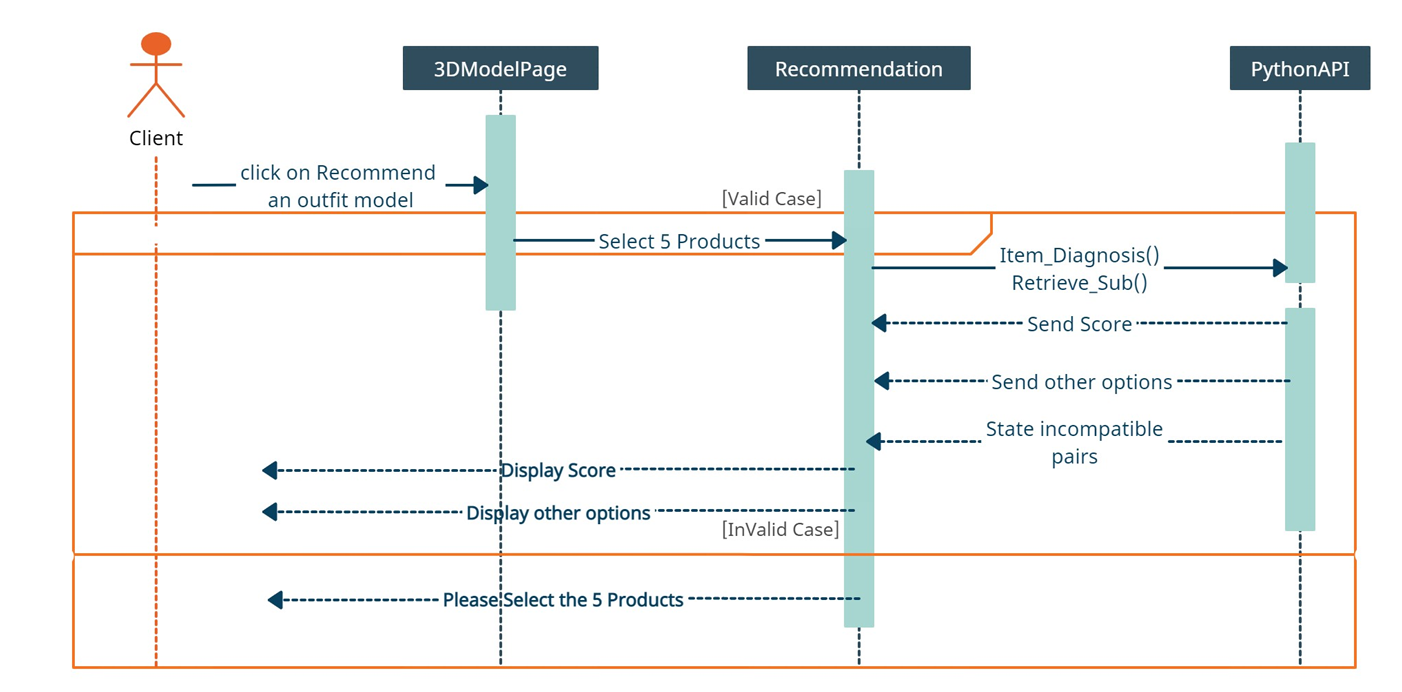 3DModelPage
Recommendation
PythonAPI
Client
click on Recommend
an outfit model
[Valid Case]
Select 5 Products
Item_Diagnosis()
Retrieve_Sub()
Send Score
Send other options
State incompatible
pairs
Display Score
Display other options
[InValid Case]
Please Select the 5 Products